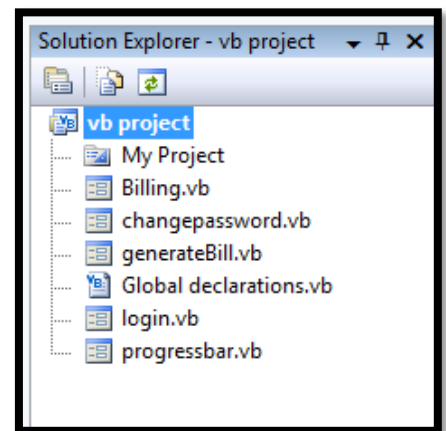 Solution Explorer - vb project
vb project
My Project
Billing.vb
changepassword.vb
generateBill.vb
Global declarations.vb
login.vb
progressbar.vb